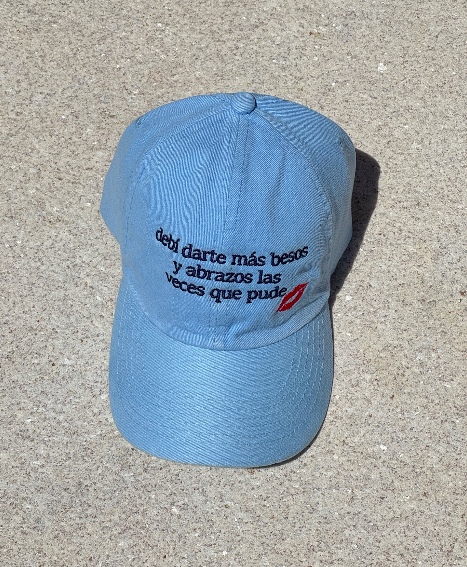 debí darte más besos
y abrazos las
veces que pude